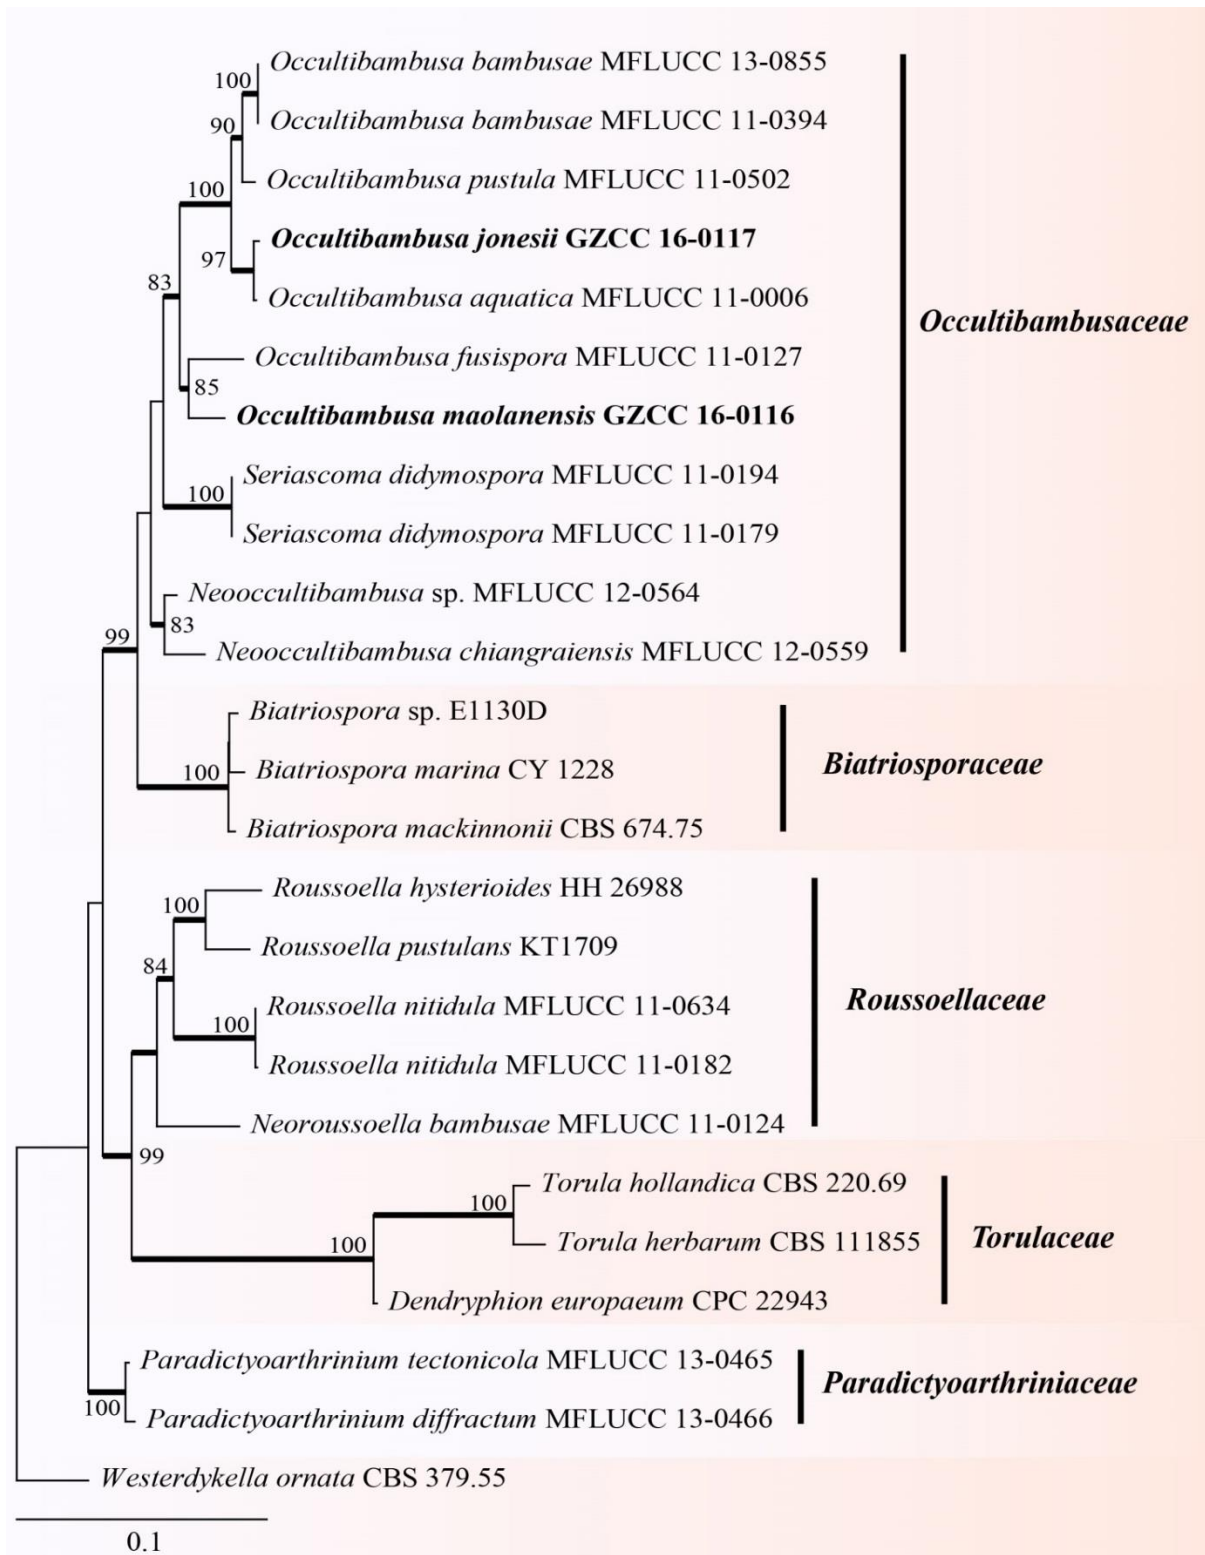 Occultibambusa bambusae MFLUCC 13-0855
100
Occultibambusa bambusae MFLUCC 11-0394
90
Occultibambusa pustula MFLUCC 11-0502
100
Occultibambusa jonesii GZCC 16-0117
97
Occultibambusa aquatica MFLUCC 11-0006
83
Occultibambusaceae
Occultibambusa fusispora MFLUCC 11-0127
85
Occultibambusa maolanensis GZCC 16-0116
Seriascoma didymospora MFLUCC 11-0194
100
Seriascoma didymospora MFLUCC 11-0179
Neooccultibambusa sp. MFLUCC 12-0564
83
99
Neooccultibambusa chiangraiensis MFLUCC 12-0559
Biatriospora sp. E1130D
100
Biatriospora marina CY 1228
Biatriosporaceae
Biatriospora mackinnonii CBS 674.75
Roussoella hysterioides HH 26988
100
Roussoella pustulans KT1709
84
Roussoella nitidula MFLUCC 11-0634
Roussoellaceae
100
Roussoella nitidula MFLUCC 11-0182
Neoroussoella bambusae MFLUCC 11-0124
99
Torula hollandica CBS 220.69
100
Torula herbarum CBS 111855
Torulaceae
100
Dendryphion europaeum CPC 22943
Paradictyoarthrinium tectonicola MFLUCC 13-0465
Paradictyoarthriniaceae
100
Paradictyoarthrinium diffractum MFLUCC 13-0466
Westerdykella ornata CBS 379.55
0.1